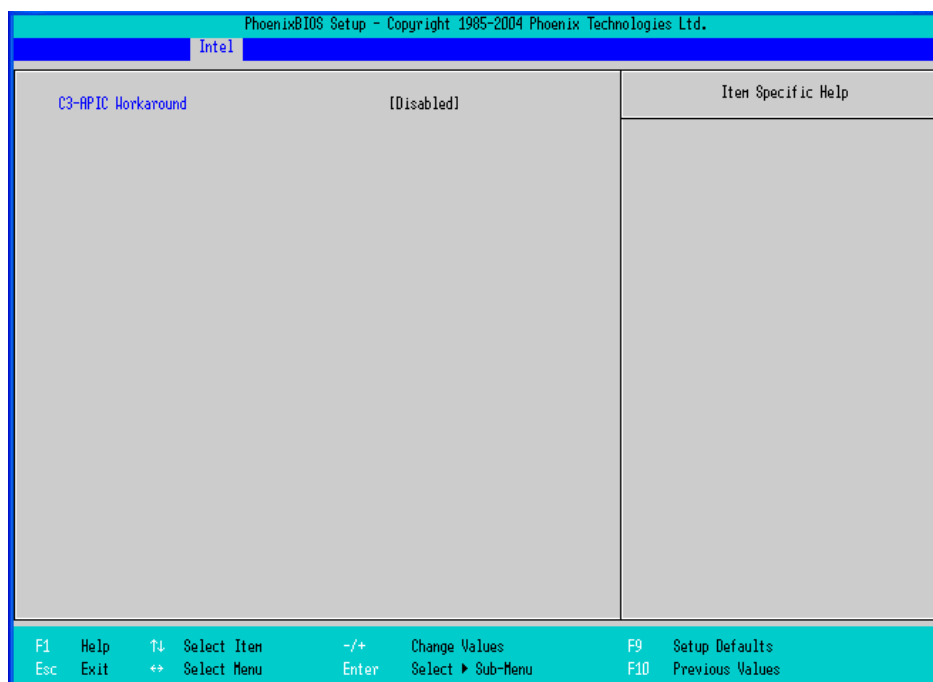 PhoenixBIOS Setup - Copyright 1985-2004 Phoenix Technologies Ltd.
Intel
C3-APIC Workaround [Disabled]
Item Specific Help
F1 Help ↑↓ Select Item -/+ Change Values F9 Setup Defaults
Esc Exit ↔ Select Menu Enter Select ▶ Sub-Menu F10 Previous Values